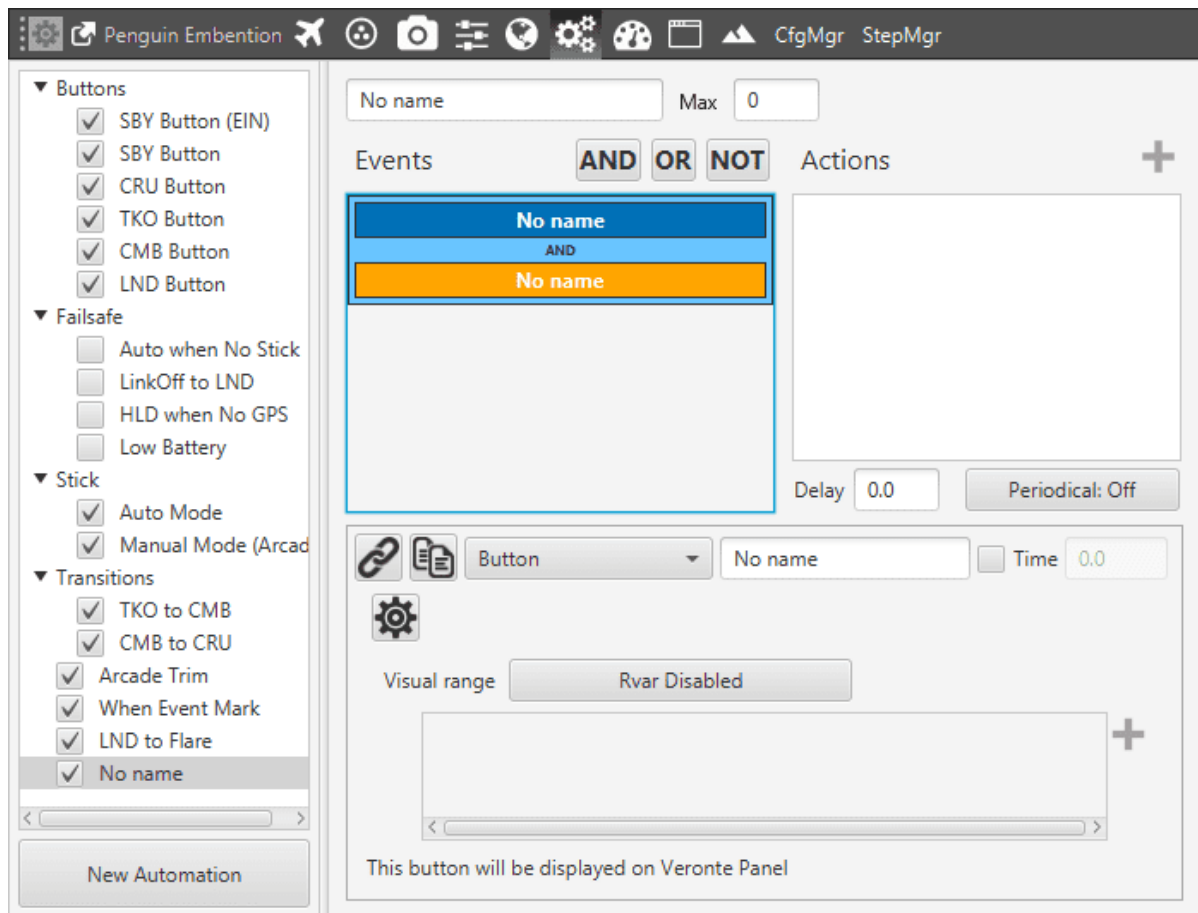 Penguin Embention CfgMgr StepMgr
Buttons
SBY Button (EIN)
SBY Button
CRU Button
TKO Button
CMB Button
LND Button
Failsafe
Auto when No Stick
LinkOff to LND
HLD when No GPS
Low Battery
Stick
Auto Mode
Manual Mode (Arcad
Transitions
TKO to CMB
CMB to CRU
Arcade Trim
When Event Mark
LND to Flare
No name
New Automation
No name Max 0
Events AND OR NOT Actions
No name
AND
No name
Delay 0.0 Periodical: Off
Button No name Time 0.0
Visual range Rvar Disabled
This button will be displayed on Veronte Panel